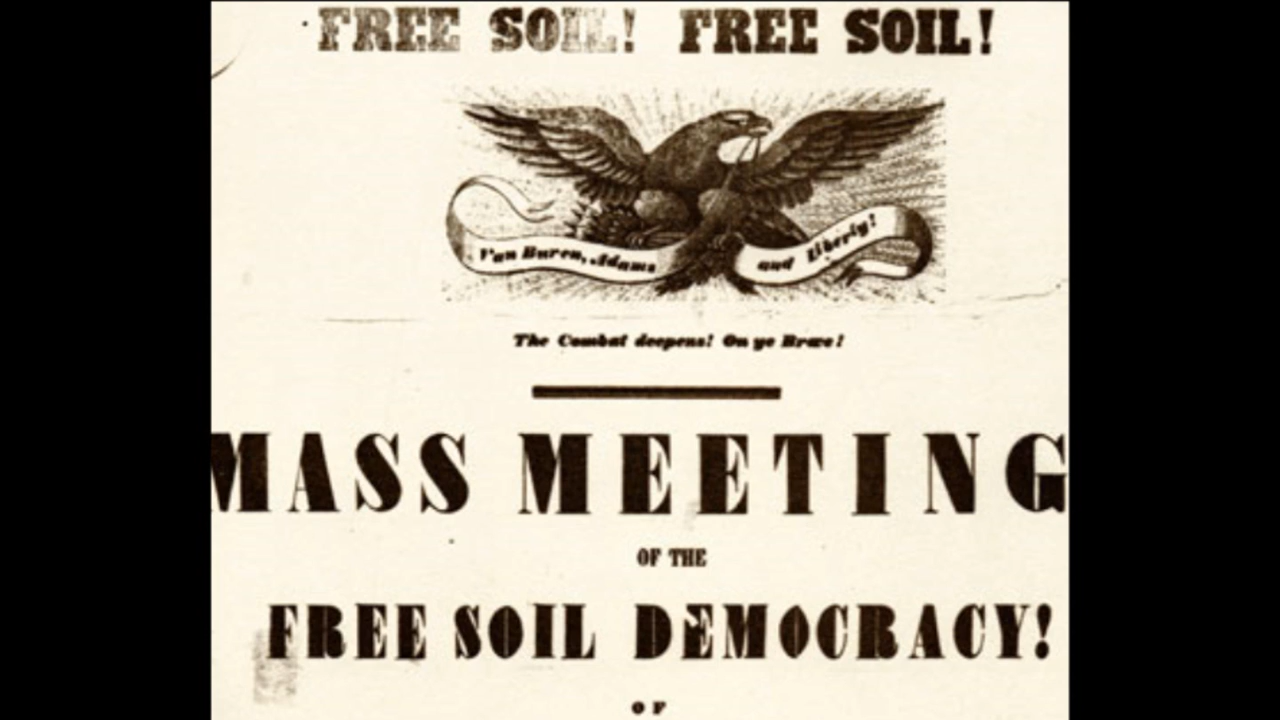 FREE SOIL! FREE SOIL!
Van Buren, Adams and Liberty!
The Combat deepens! On ye Brave!
MASS MEETING
OF THE
FREE SOIL DEMOCRACY!
OF